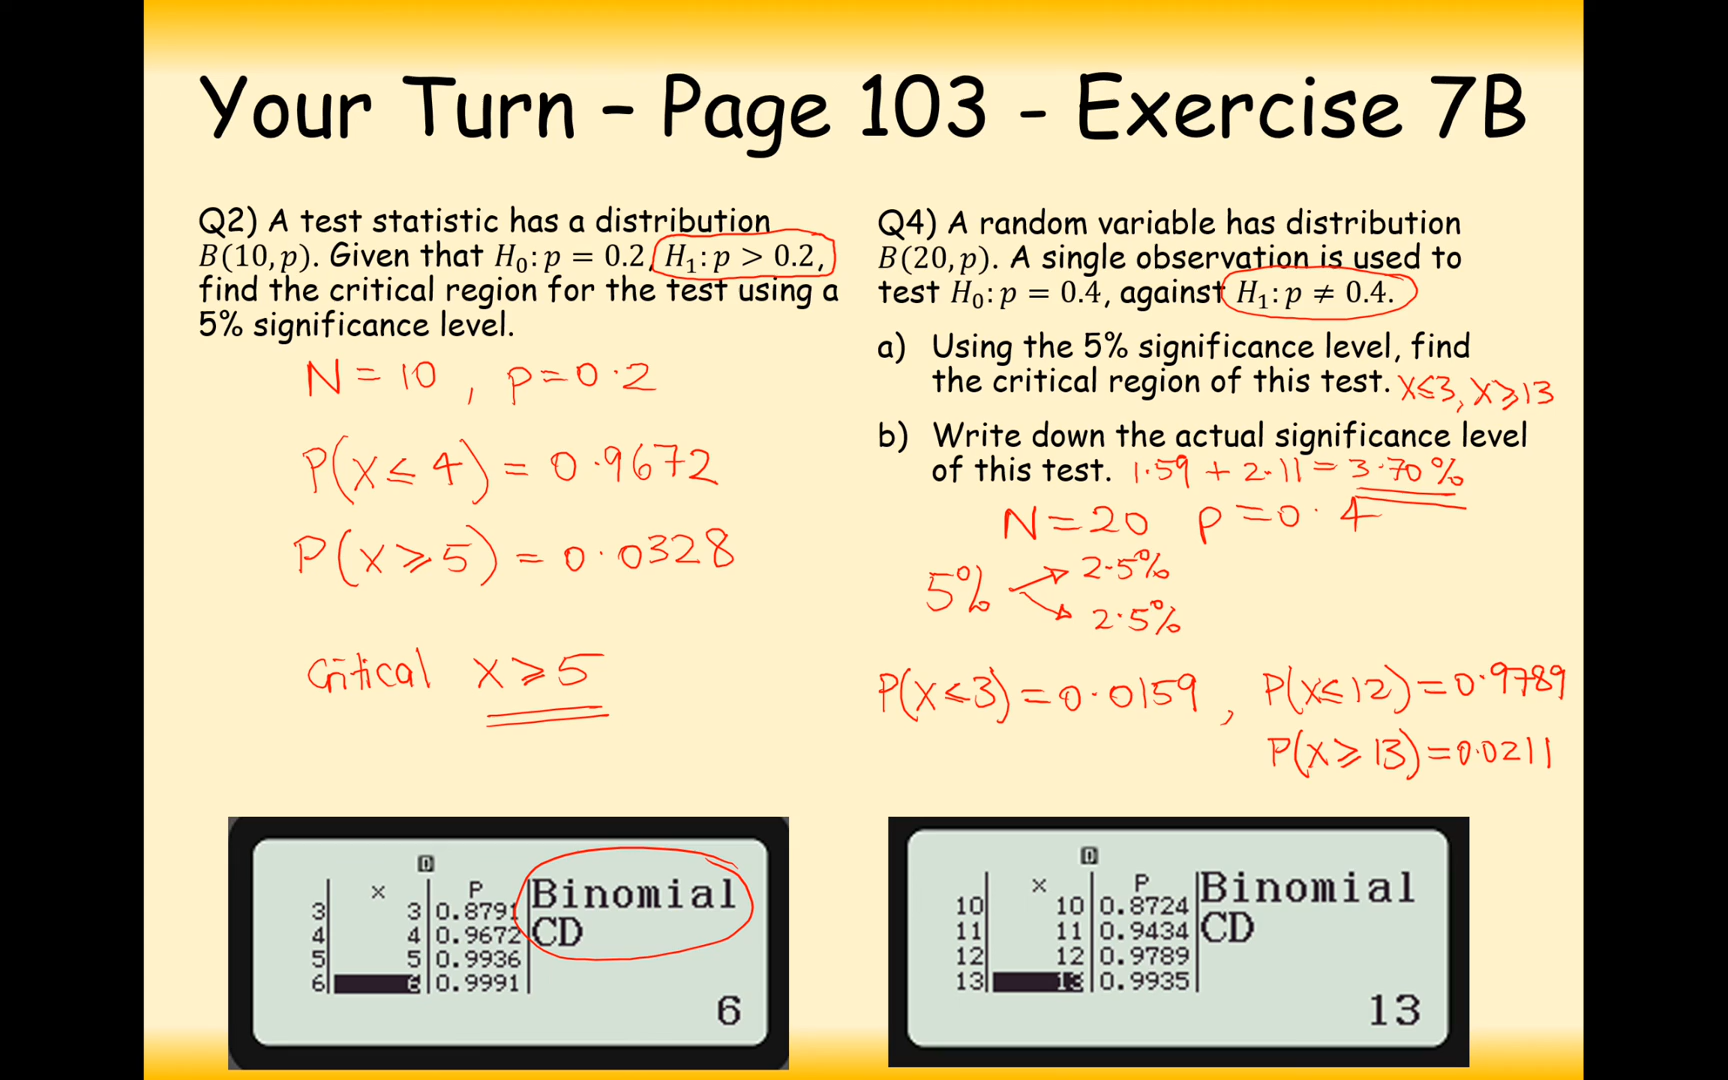 Your Turn – Page 103 - Exercise 7B
Q2) A test statistic has a distribution
B(10, p). Given that H₀: p = 0.2, H₁: p > 0.2,
find the critical region for the test using a
5% significance level.
N = 10 , p = 0.2
P(X ≤ 4) = 0.9672
P(X ≥ 5) = 0.0328
Critical X ≥ 5
Q4) A random variable has distribution
B(20, p). A single observation is used to
test H₀: p = 0.4, against H₁: p ≠ 0.4.
a) Using the 5% significance level, find
the critical region of this test. X≤3, X≥13
b) Write down the actual significance level
of this test. 1.59 + 2.11 = 3.70%
N = 20 p = 0.4
5%
2.5%
2.5%
P(X ≤ 3) = 0.0159 , P(X ≤ 12) = 0.9789
P(X ≥ 13) = 0.0211
D
x P Binomial
3 3 0.8791
4 4 0.9672 CD
5 5 0.9936
6 6 0.9991
6
D
x P Binomial
10 10 0.8724
11 11 0.9434 CD
12 12 0.9789
13 13 0.9935
13